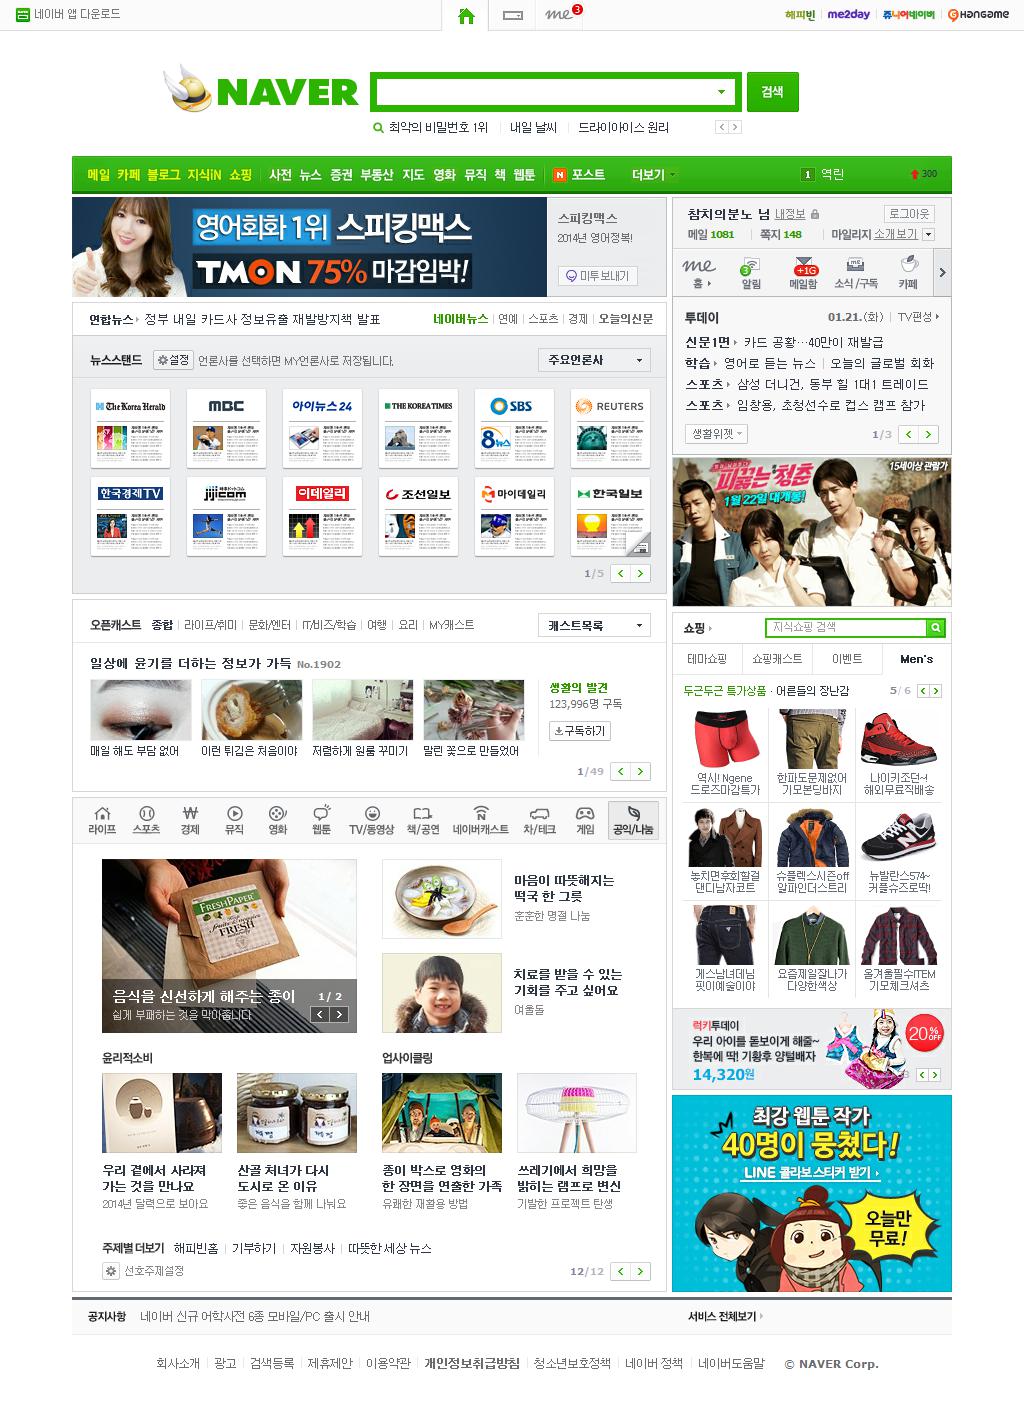 네이버 앱 다운로드
me 3
해피빈 me2day 쥬니어네이버 HANGAME
NAVER
검색
최악의 비밀번호 1위 내일 날씨 드라이아이스 원리
메일 카페 블로그 지식iN 쇼핑 사전 뉴스 증권 부동산 지도 영화 뮤직 책 웹툰 N 포스트 더보기
1 역린 300
영어회화 1위 스피킹맥스
TMON 75% 마감임박!
스피킹맥스
2014년 영어정복!
미투보내기
참치의분노 님 내정보 로그아웃
메일 1081 쪽지 148 마일리지 소개보기
me 3 +1G
홈 알림 메일함 소식/구독 카페
연합뉴스 정부 내일 카드사 정보유출 재발방지책 발표
네이버뉴스 연예 스포츠 경제 오늘의신문
뉴스스탠드 설정 언론사를 선택하면 MY언론사로 저장됩니다.
주요언론사
The Korea Herald MBC 아이뉴스24 THE KOREA TIMES SBS REUTERS
8뉴스
한국경제TV jijicom 이데일리 조선일보 마이데일리 한국일보
1/5
투데이 01.21.(화) TV편성
신문1면 카드 공황…40만이 재발급
학습 영어로 듣는 뉴스 오늘의 글로벌 회화
스포츠 삼성 더니건, 동부 힐 1대1 트레이드
스포츠 임창용, 초청선수로 컵스 캠프 참가
생활위젯 1/3
피끓는 청춘
1월 22일 대개봉!
15세이상 관람가
오픈캐스트 종합 라이프/취미 문화/엔터 IT/비즈/학습 여행 요리 MY캐스트
캐스트목록
일상에 윤기를 더하는 정보가 가득 No.1902
매일 해도 부담 없어 이런 튀김은 처음이야 저렴하게 원룸 꾸미기 말린 꽃으로 만들었어
생활의 발견
123,996명 구독
구독하기
1/49
쇼핑 지식쇼핑 검색
테마쇼핑 쇼핑캐스트 이벤트 Men's
두근두근 특가상품 · 어른들의 장난감 5/6
역시! Ngene
드로즈마감특가
한파도문제없어
기모본딩바지
나이키조던~!
해외무료직배송
놓치면후회할걸
댄디남자코트
슈플렉스시즌off
알파인더스트리
뉴발란스574~
커플슈즈로딱!
게스남녀데님
핏이예술이야
요즘제일잘나가
다양한색상
올겨울필수ITEM
기모체크셔츠
라이프 스포츠 경제 뮤직 영화 웹툰 TV/동영상 책/공연 네이버캐스트 차/테크 게임 공익/나눔
FRESHPAPER
FRESH
음식을 신선하게 해주는 종이 1/2
쉽게 부패하는 것을 막아줍니다
마음이 따뜻해지는
떡국 한 그릇
훈훈한 명절 나눔
치료를 받을 수 있는
기회를 주고 싶어요
여울돌
윤리적소비 업사이클링
우리 곁에서 사라져
가는 것을 만나요
2014년 달력으로 보아요
산골 처녀가 다시
도시로 온 이유
좋은 음식을 함께 나눠요
종이 박스로 영화의
한 장면을 연출한 가족
유쾌한 재활용 방법
쓰레기에서 희망을
밝히는 램프로 변신
기발한 프로젝트 탄생
주제별 더보기 해피빈홈 기부하기 자원봉사 따뜻한 세상 뉴스
선호주제설정 12/12
럭키투데이
우리 아이를 돋보이게 해줄~
한복에 딱! 기황후 양털배자
14,320원
20% OFF
최강 웹툰 작가
40명이 뭉쳤다!
LINE 콜라보 스티커 받기
오늘만
무료!
공지사항 네이버 신규 어학사전 6종 모바일/PC 출시 안내
서비스 전체보기
회사소개 광고 검색등록 제휴제안 이용약관 개인정보취급방침 청소년보호정책 네이버 정책 네이버도움말 © NAVER Corp.